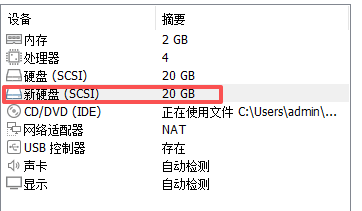 设备 摘要
内存 2 GB
处理器 4
硬盘 (SCSI) 20 GB
新硬盘 (SCSI) 20 GB
CD/DVD (IDE) 正在使用文件 C:\Users\admin\...
网络适配器 NAT
USB 控制器 存在
声卡 自动检测
显示 自动检测